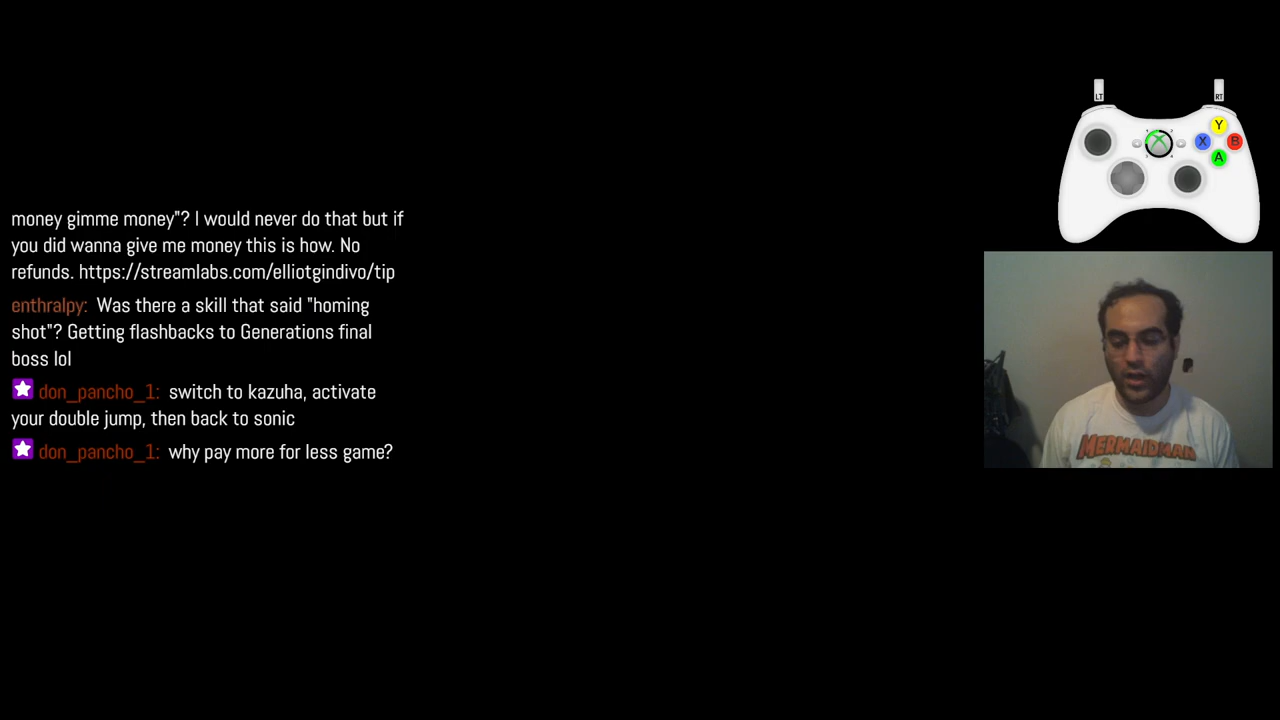 money gimme money"? I would never do that but if
you did wanna give me money this is how. No
refunds. https://streamlabs.com/elliotgindivo/tip
enthralpy: Was there a skill that said "homing
shot"? Getting flashbacks to Generations final
boss lol
don_pancho_1: switch to kazuha, activate
your double jump, then back to sonic
don_pancho_1: why pay more for less game?
LT
RT
Y
X
B
A
MERMAIDMAN